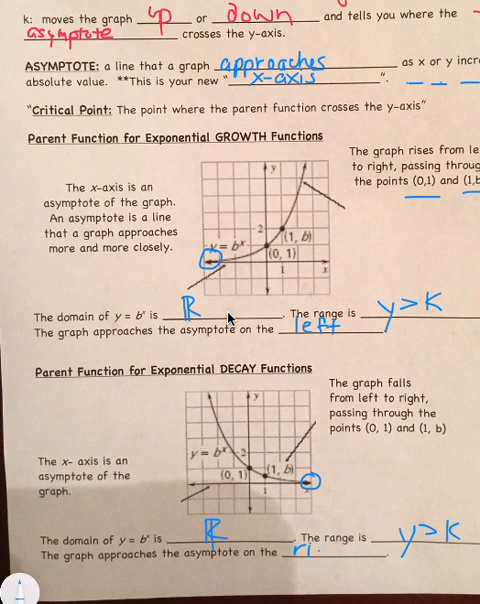 k: moves the graph up or down and tells you where the
asymptote crosses the y-axis.
ASYMPTOTE: a line that a graph approaches as x or y incr
absolute value. **This is your new "x-axis".
"Critical Point: The point where the parent function crosses the y-axis"
Parent Function for Exponential GROWTH Functions
The x-axis is an
asymptote of the graph.
An asymptote is a line
that a graph approaches
more and more closely.
y
2
y = bˣ
(1, b)
(0, 1)
1
x
The graph rises from le
to right, passing throug
the points (0,1) and (1,b
The domain of y = bˣ is ℝ. The range is y>K
The graph approaches the asymptote on the left
Parent Function for Exponential DECAY Functions
The graph falls
from left to right,
passing through the
points (0, 1) and (1, b)
y
y = bˣ
2
(0, 1)
(1, b)
1
x
The x- axis is an
asymptote of the
graph.
The domain of y = bˣ is ℝ. The range is y>K
The graph approaches the asymptote on the ri.